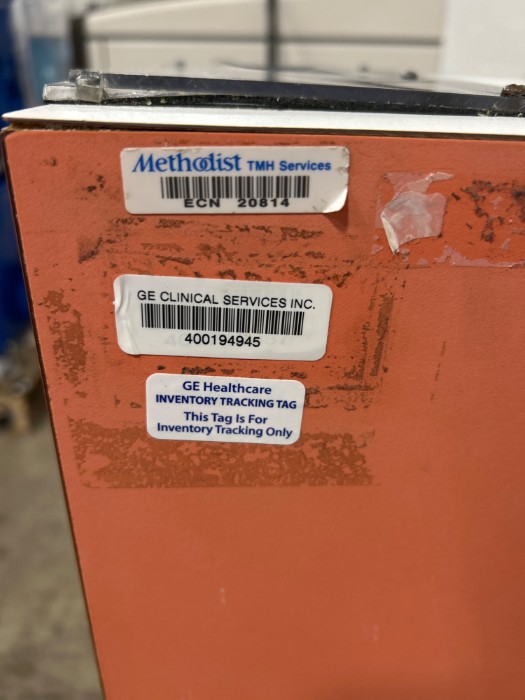 Methodist TMH Services
ECN 20814
GE CLINICAL SERVICES INC.
400194945
GE Healthcare
INVENTORY TRACKING TAG
This Tag Is For
Inventory Tracking Only